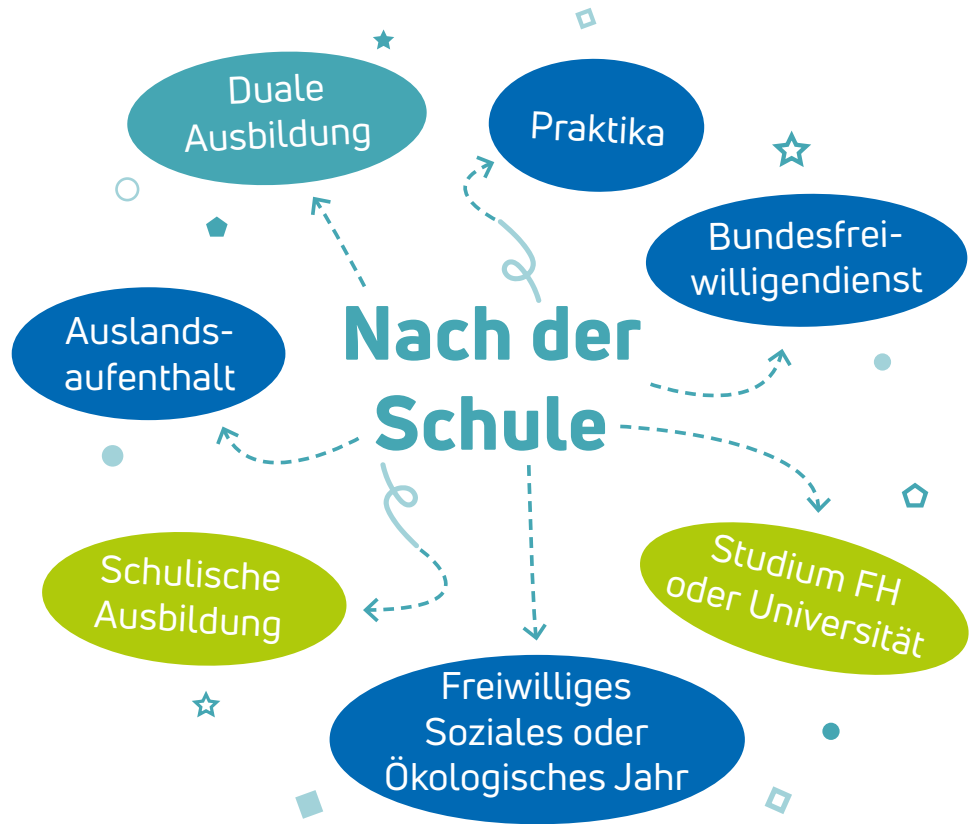 Duale
Ausbildung
Praktika
Bundesfrei-
willigendienst
Auslands-
aufenthalt
Nach der
Schule
Schulische
Ausbildung
Studium FH
oder Universität
Freiwilliges
Soziales oder
Ökologisches Jahr